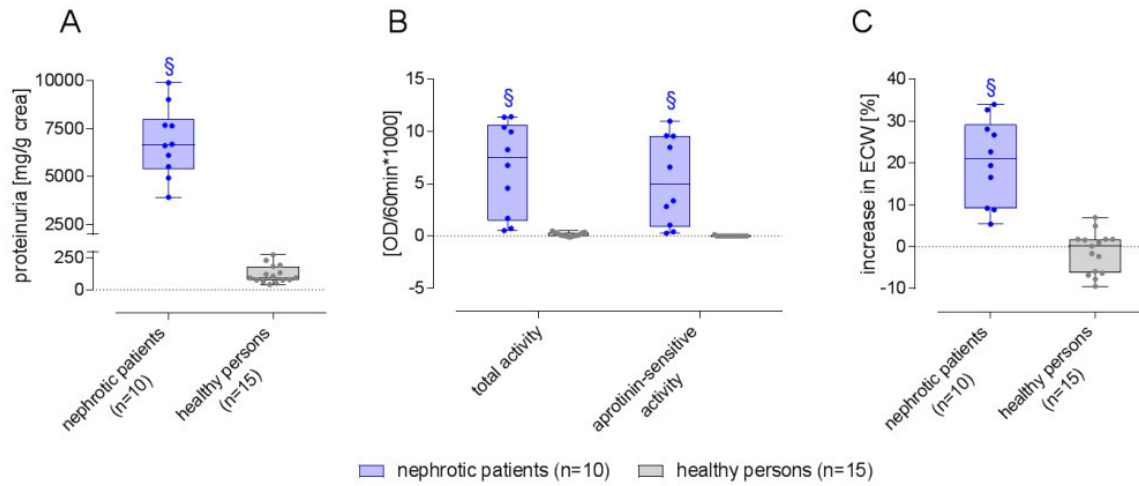 A
B
C
proteinuria [mg/g crea]
10000
7500
5000
2500
250
0
§
nephrotic patients
(n=10)
healthy persons
(n=15)
[OD/60min*1000]
15
10
5
0
-5
§
§
total activity
aprotinin-sensitive
activity
increase in ECW [%]
40
30
20
10
0
-10
§
nephrotic patients
(n=10)
healthy persons
(n=15)
nephrotic patients (n=10)
healthy persons (n=15)